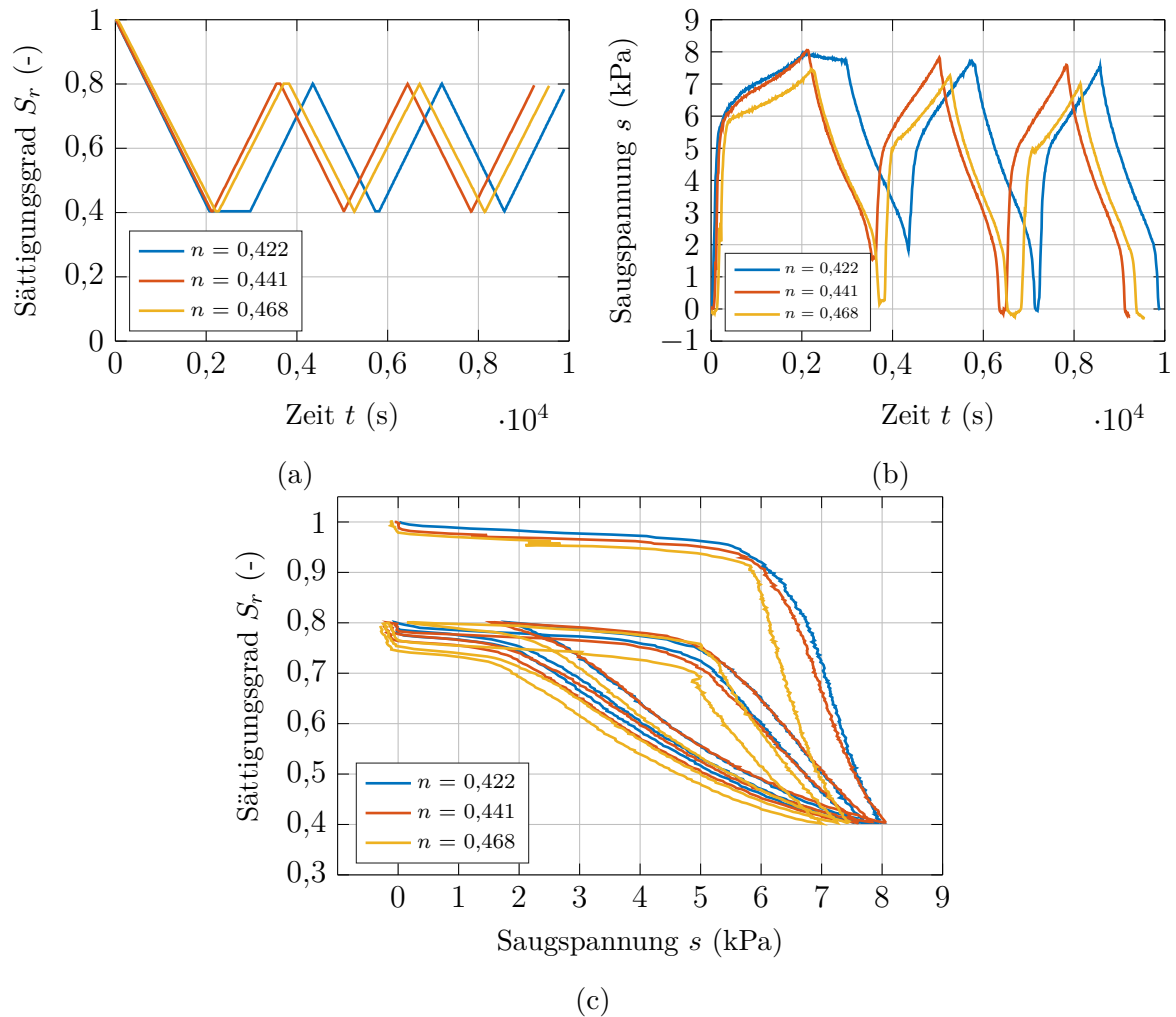 Sättigungsgrad S_r (-)
1
0,8
0,6
0,4
0,2
0
0
0,2
0,4
0,6
0,8
1
n = 0,422
n = 0,441
n = 0,468
Zeit t (s)
·10^4
(a)
Saugspannung s (kPa)
9
8
7
6
5
4
3
2
1
0
−1
0
0,2
0,4
0,6
0,8
1
n = 0,422
n = 0,441
n = 0,468
Zeit t (s)
·10^4
(b)
Sättigungsgrad S_r (-)
1
0,9
0,8
0,7
0,6
0,5
0,4
0,3
0
1
2
3
4
5
6
7
8
9
n = 0,422
n = 0,441
n = 0,468
Saugspannung s (kPa)
(c)